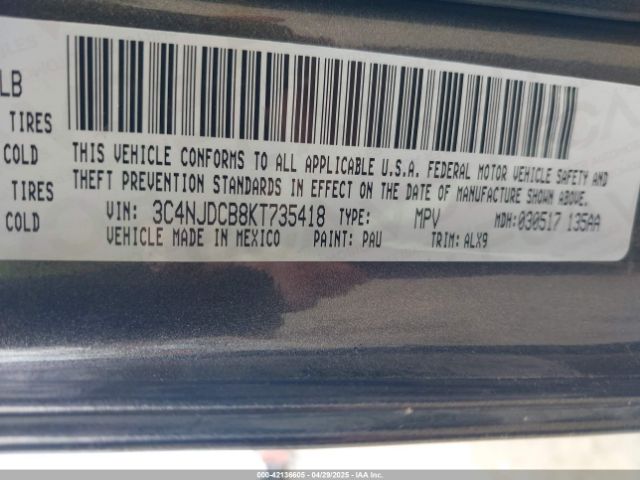 LB
TIRES
COLD
THIS VEHICLE CONFORMS TO ALL APPLICABLE U.S.A. FEDERAL MOTOR VEHICLE SAFETY AND
TIRES THEFT PREVENTION STANDARDS IN EFFECT ON THE DATE OF MANUFACTURE SHOWN ABOVE.
COLD VIN: 3C4NJDCB8KT735418 TYPE: MPV MDH:030517 135AA
VEHICLE MADE IN MEXICO PAINT: PAU TRIM: ALX9
000-42136605 - 04/29/2025 - IAA Inc.